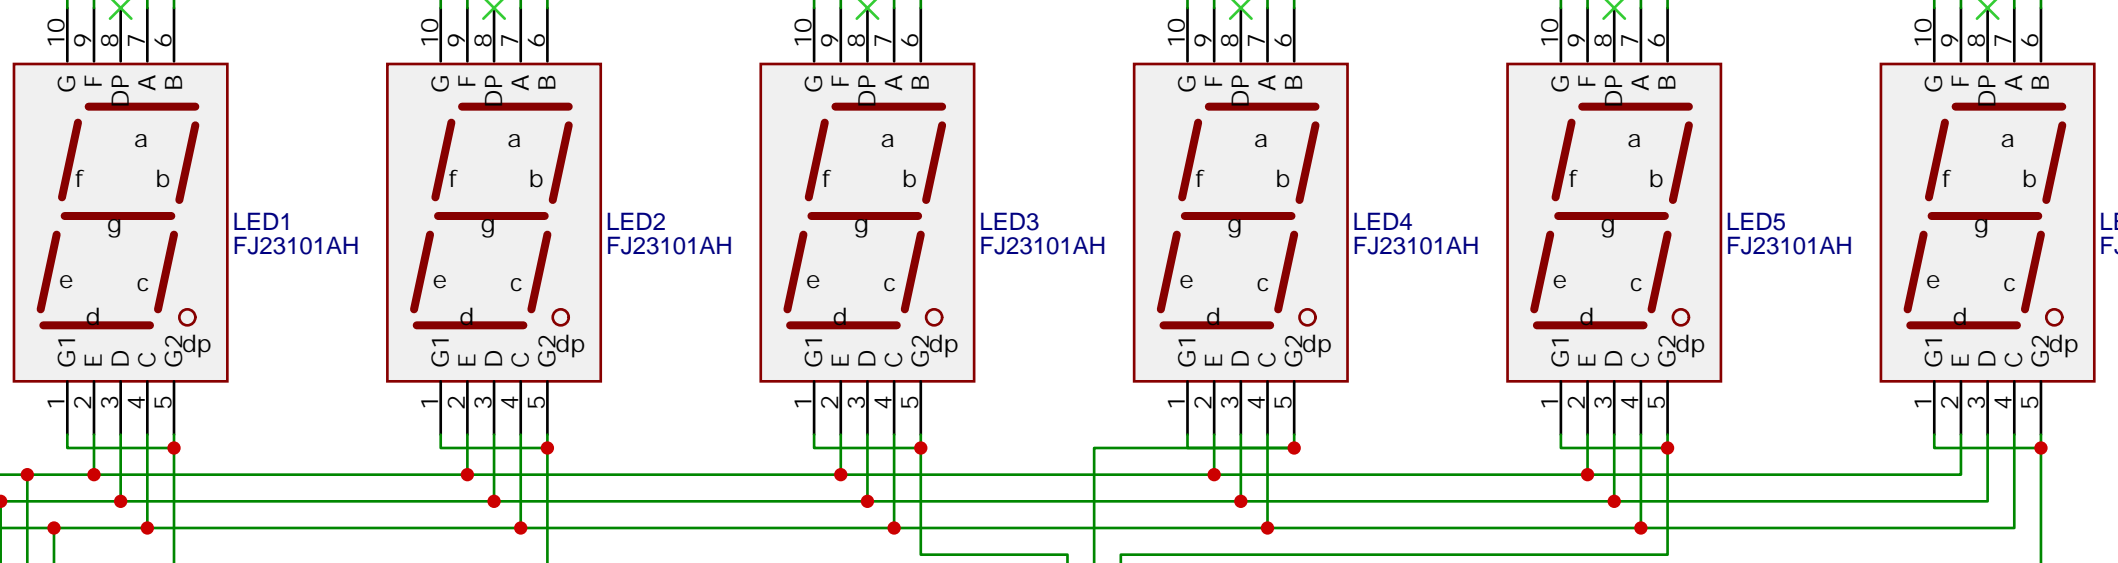 10 9 8 7 6 10 9 8 7 6 10 9 8 7 6 10 9 8 7 6 10 9 8 7 6 10 9 8 7 6
G F DP A B G F DP A B G F DP A B G F DP A B G F DP A B G F DP A B
a a a a a a
f b f b f b f b f b f b
g g g g g g
LED1 LED2 LED3 LED4 LED5 LE
FJ23101AH FJ23101AH FJ23101AH FJ23101AH FJ23101AH FJ
e c e c e c e c e c e c
d d d d d d
G1 E D C G2 dp G1 E D C G2 dp G1 E D C G2 dp G1 E D C G2 dp G1 E D C G2 dp G1 E D C G2 dp
1 2 3 4 5 1 2 3 4 5 1 2 3 4 5 1 2 3 4 5 1 2 3 4 5 1 2 3 4 5